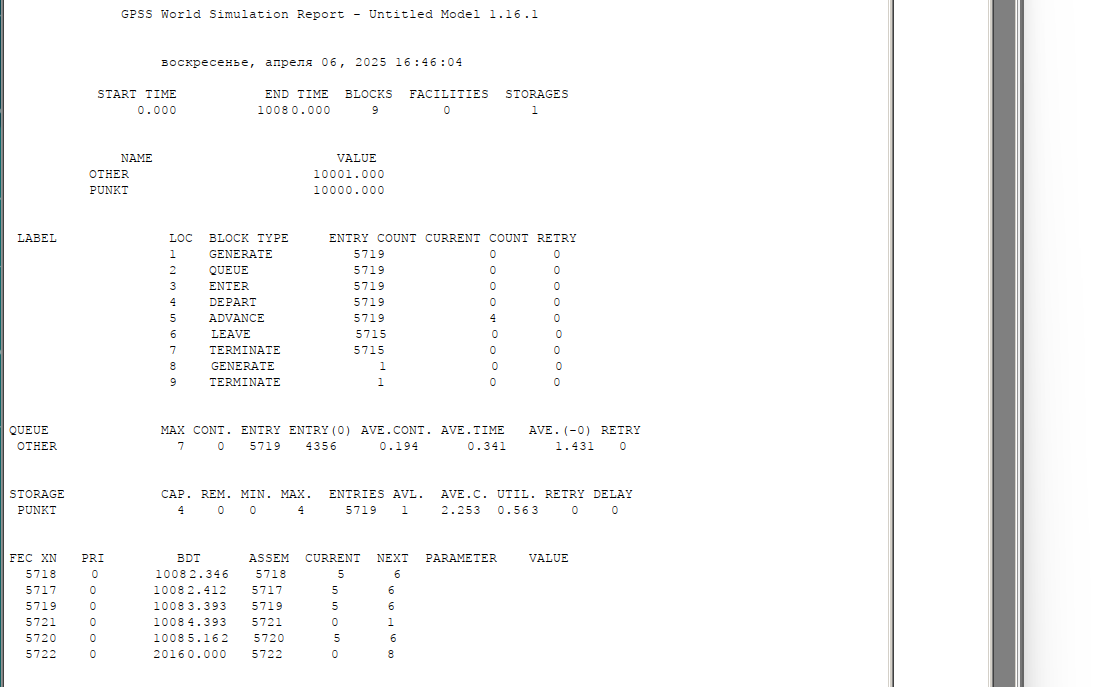 GPSS World Simulation Report - Untitled Model 1.16.1
воскресенье, апреля 06, 2025 16:46:04
START TIME END TIME BLOCKS FACILITIES STORAGES
0.000 10080.000 9 0 1
NAME VALUE
OTHER 10001.000
PUNKT 10000.000
LABEL LOC BLOCK TYPE ENTRY COUNT CURRENT COUNT RETRY
1 GENERATE 5719 0 0
2 QUEUE 5719 0 0
3 ENTER 5719 0 0
4 DEPART 5719 0 0
5 ADVANCE 5719 4 0
6 LEAVE 5715 0 0
7 TERMINATE 5715 0 0
8 GENERATE 1 0 0
9 TERMINATE 1 0 0
QUEUE MAX CONT. ENTRY ENTRY(0) AVE.CONT. AVE.TIME AVE.(-0) RETRY
OTHER 7 0 5719 4356 0.194 0.341 1.431 0
STORAGE CAP. REM. MIN. MAX. ENTRIES AVL. AVE.C. UTIL. RETRY DELAY
PUNKT 4 0 0 4 5719 1 2.253 0.563 0 0
FEC XN PRI BDT ASSEM CURRENT NEXT PARAMETER VALUE
5718 0 10082.346 5718 5 6
5717 0 10082.412 5717 5 6
5719 0 10083.393 5719 5 6
5721 0 10084.393 5721 0 1
5720 0 10085.162 5720 5 6
5722 0 20160.000 5722 0 8